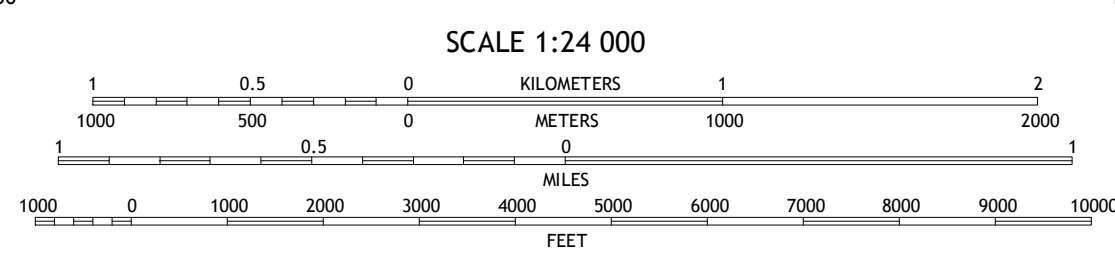 SCALE 1:24 000
1 0.5 0 KILOMETERS 1 2
1000 500 0 METERS 1000 2000
1 0.5 0 1
MILES
1000 0 1000 2000 3000 4000 5000 6000 7000 8000 9000 10000
FEET